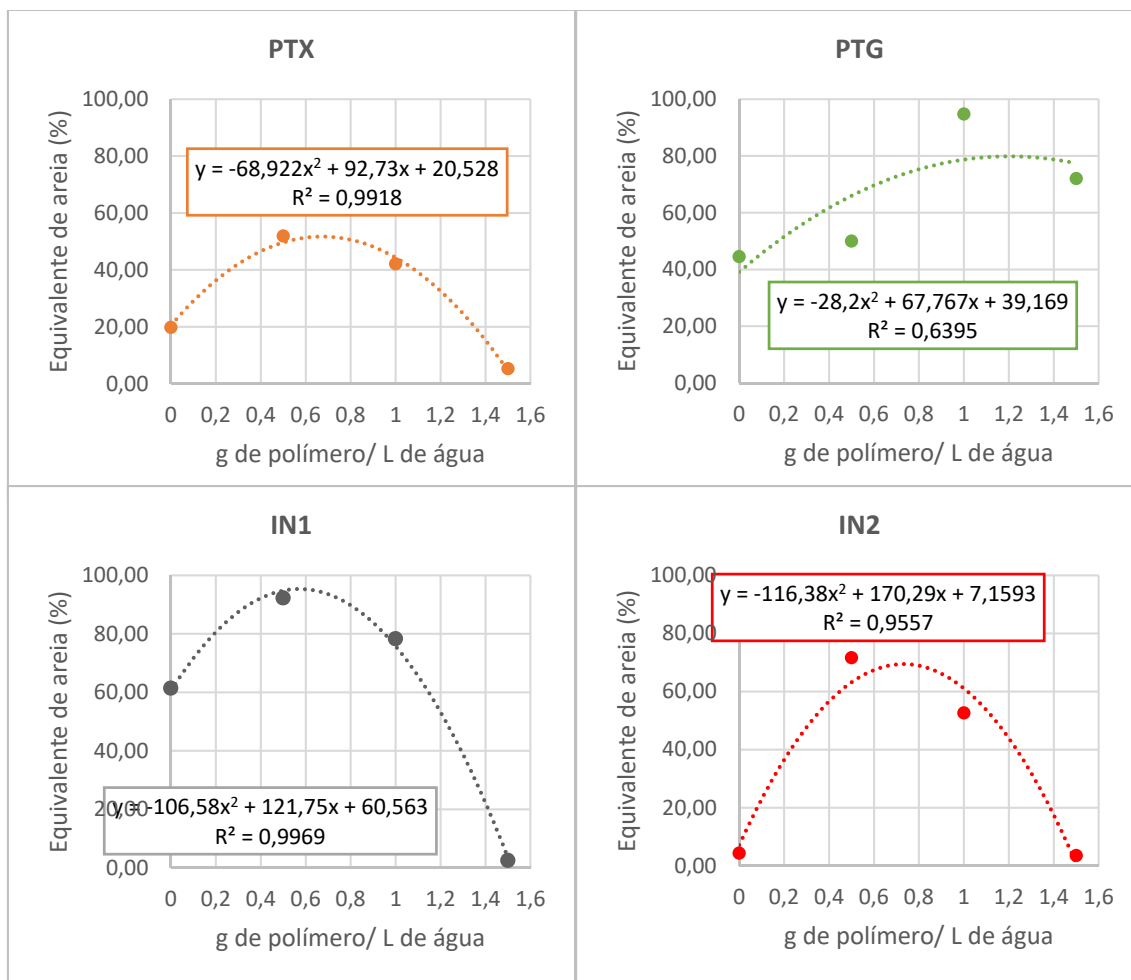 PTX
Equivalente de areia (%)
100,00
80,00
60,00
40,00
20,00
0,00
y = -68,922x² + 92,73x + 20,528
R² = 0,9918
0 0,2 0,4 0,6 0,8 1 1,2 1,4 1,6
g de polímero/ L de água
PTG
Equivalente de areia (%)
100,00
80,00
60,00
40,00
20,00
0,00
y = -28,2x² + 67,767x + 39,169
R² = 0,6395
0 0,2 0,4 0,6 0,8 1 1,2 1,4 1,6
g de polímero/ L de água
IN1
Equivalente de areia (%)
100,00
80,00
60,00
40,00
20,00
0,00
y = -106,58x² + 121,75x + 60,563
R² = 0,9969
0 0,2 0,4 0,6 0,8 1 1,2 1,4 1,6
g de polímero/ L de água
IN2
Equivalente de areia (%)
100,00
80,00
60,00
40,00
20,00
0,00
y = -116,38x² + 170,29x + 7,1593
R² = 0,9557
0 0,2 0,4 0,6 0,8 1 1,2 1,4 1,6
g de polímero/ L de água